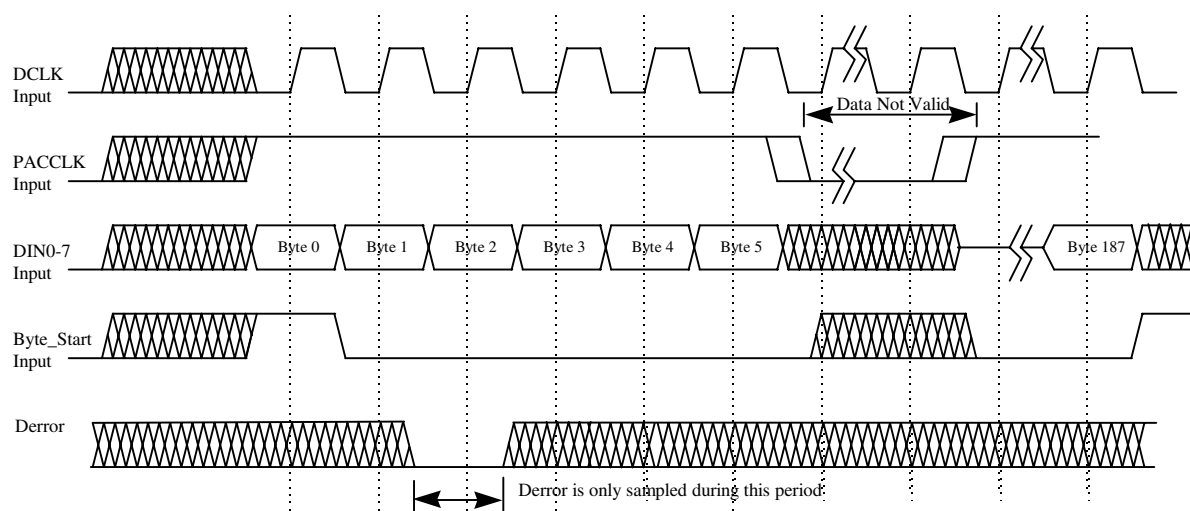 DCLK
Input
Data Not Valid
PACCLK
Input
DIN0-7
Input
Byte 0
Byte 1
Byte 2
Byte 3
Byte 4
Byte 5
Byte 187
Byte_Start
Input
Derror
Derror is only sampled during this period